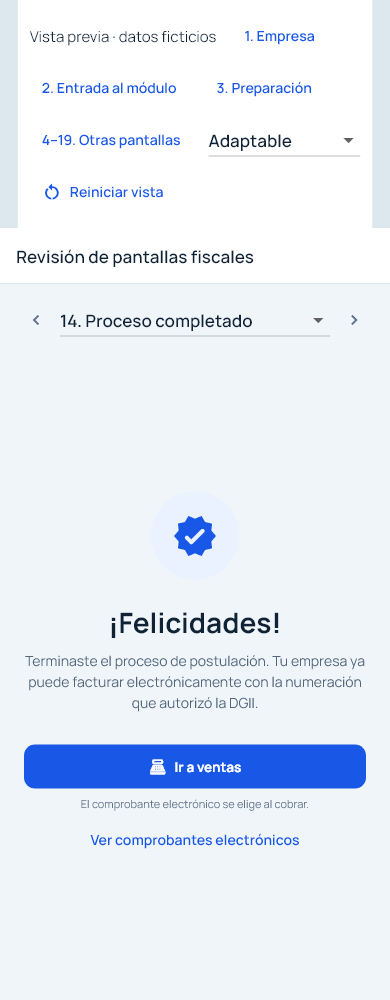 Vista previa · datos ficticios
1. Empresa
2. Entrada al módulo
3. Preparación
4–19. Otras pantallas
Adaptable
Reiniciar vista
Revisión de pantallas fiscales
14. Proceso completado
¡Felicidades!
Terminaste el proceso de postulación. Tu empresa ya
puede facturar electrónicamente con la numeración
que autorizó la DGII.
Ir a ventas
El comprobante electrónico se elige al cobrar.
Ver comprobantes electrónicos